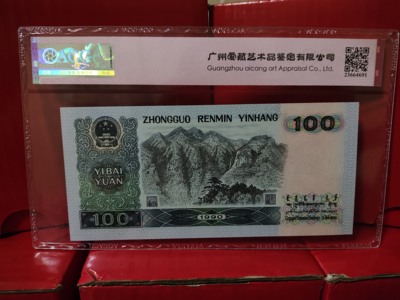 广州爱藏艺术品鉴定有限公司
Guangzhou aicang art Appraisal Co., Ltd.
23664691
ZHONGGUO RENMIN YINHANG
100
YIBAI
YUAN
100
1990